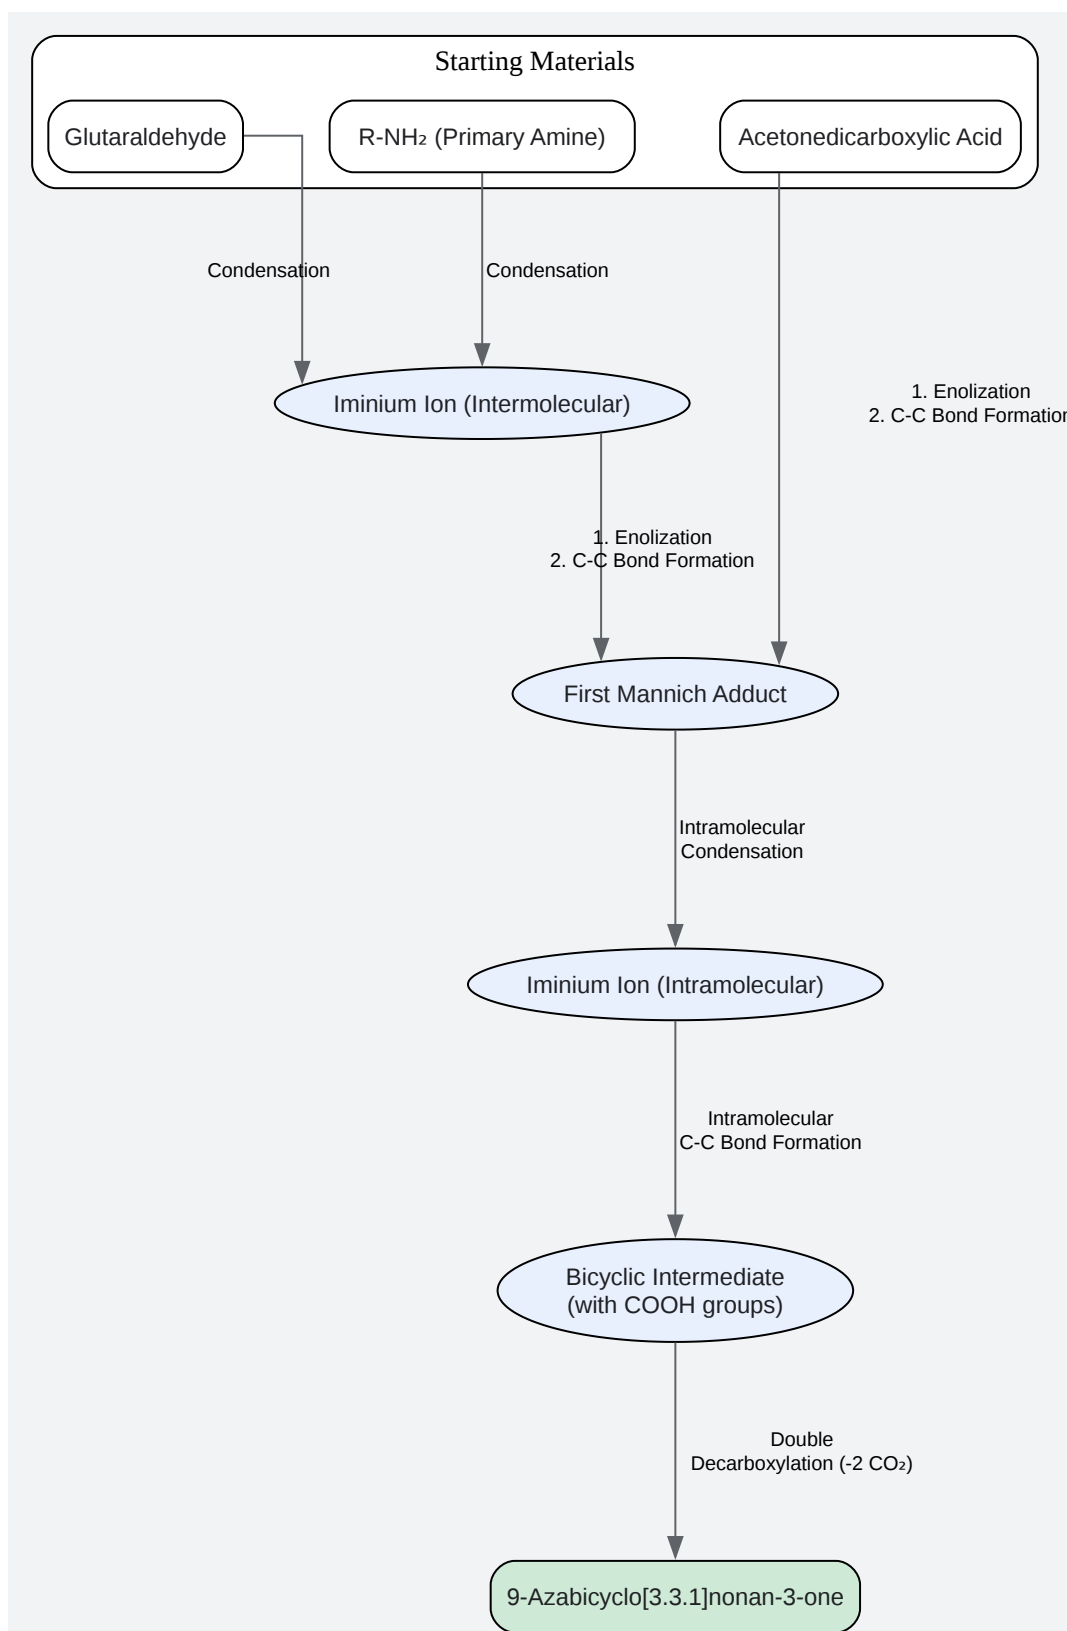 Starting Materials
Glutaraldehyde
R-NH₂ (Primary Amine)
Acetonedicarboxylic Acid
Condensation
Condensation
Iminium Ion (Intermolecular)
1. Enolization
2. C-C Bond Formation
1. Enolization
2. C-C Bond Formation
First Mannich Adduct
Intramolecular
Condensation
Iminium Ion (Intramolecular)
Intramolecular
C-C Bond Formation
Bicyclic Intermediate
(with COOH groups)
Double
Decarboxylation (-2 CO₂)
9-Azabicyclo[3.3.1]nonan-3-one